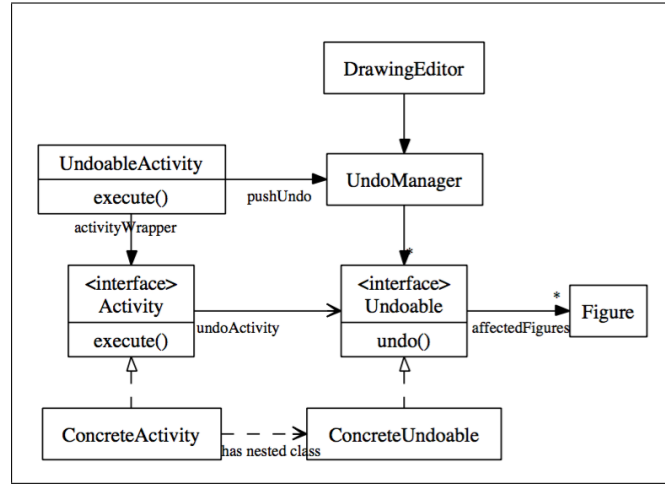 DrawingEditor
UndoableActivity
execute()
pushUndo
UndoManager
activityWrapper
*
<interface>
Activity
execute()
undoActivity
<interface>
Undoable
undo()
*
affectedFigures
Figure
ConcreteActivity
has nested class
ConcreteUndoable